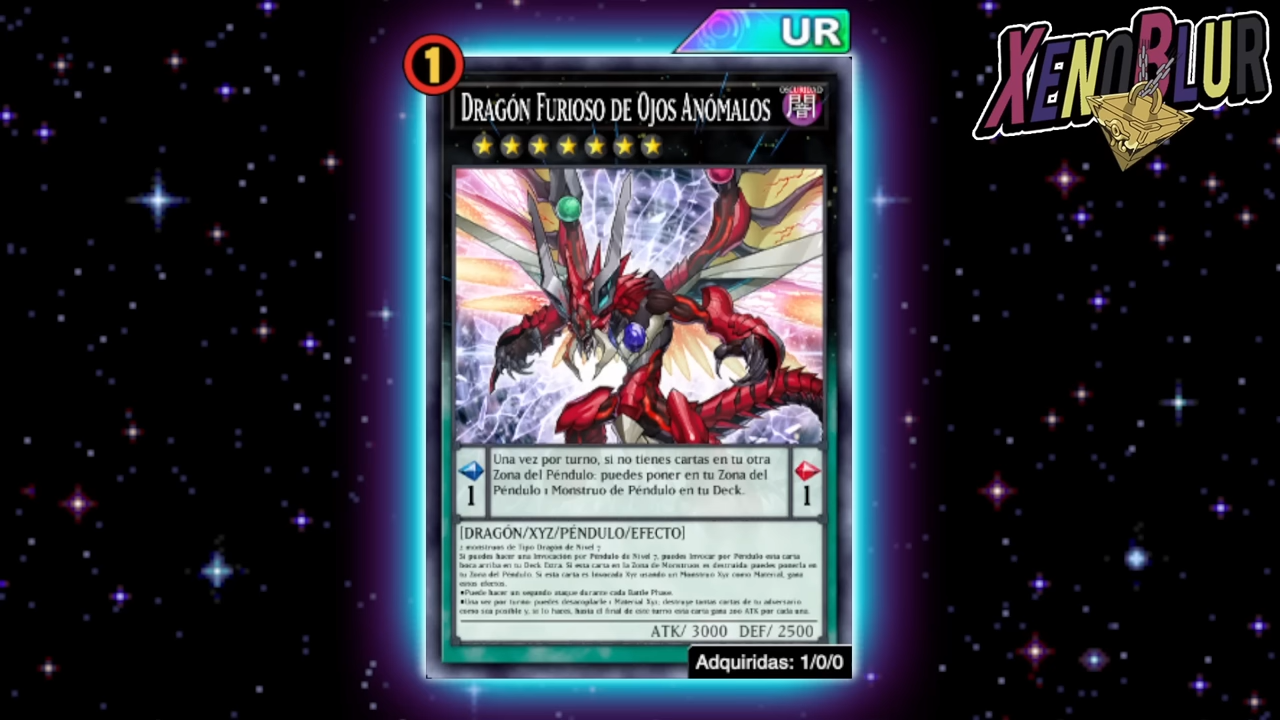 UR
XENOBLUR
1
DRAGÓN FURIOSO DE OJOS ANÓMALOS
OSCURIDAD
闇
Una vez por turno, si no tienes cartas en tu otra
Zona del Péndulo: puedes poner en tu Zona del
Péndulo 1 Monstruo de Péndulo en tu Deck.
1
1
[DRAGÓN/XYZ/PÉNDULO/EFECTO]
2 monstruos de Tipo Dragón de Nivel 7
Si puedes hacer una Invocación por Péndulo de Nivel 7, puedes Invocar por Péndulo esta carta
boca arriba en tu Deck Extra. Si esta carta en la Zona de Monstruos es destruida: puedes ponerla en
tu Zona del Péndulo. Si esta carta es Invocada Xyz usando un Monstruo Xyz como Material, gana
estos efectos.
•Puede hacer un segundo ataque durante cada Battle Phase.
•Una vez por turno: puedes desacoplarle 1 Material Xyz; destruye tantas cartas de tu adversario
como sea posible y, si lo haces, hasta el final de este turno esta carta gana 200 ATK por cada una.
ATK/ 3000 DEF/ 2500
Adquiridas: 1/0/0